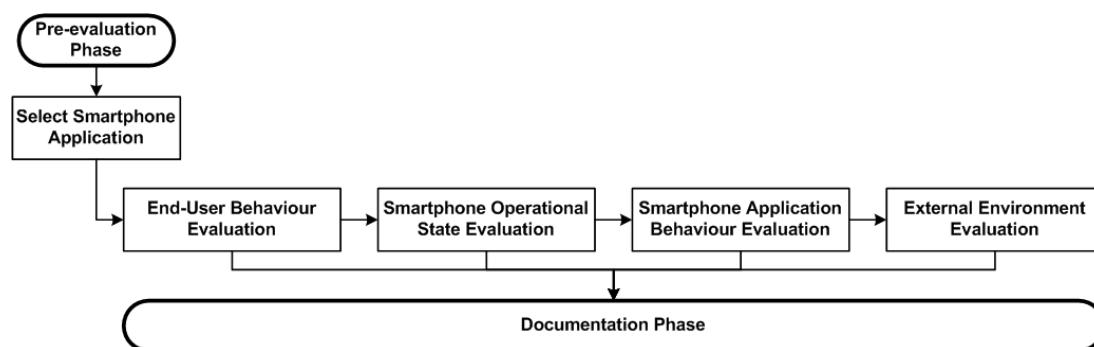 Pre-evaluation
Phase
Select Smartphone
Application
End-User Behaviour
Evaluation
Smartphone Operational
State Evaluation
Smartphone Application
Behaviour Evaluation
External Environment
Evaluation
Documentation Phase